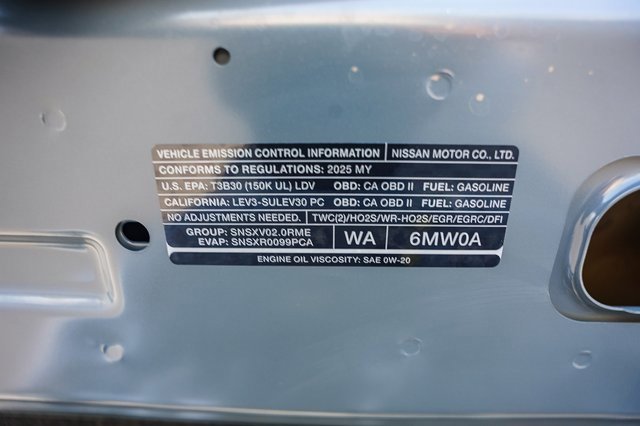 VEHICLE EMISSION CONTROL INFORMATION NISSAN MOTOR CO., LTD.
CONFORMS TO REGULATIONS: 2025 MY
U.S. EPA: T3B30 (150K UL) LDV OBD: CA OBD II FUEL: GASOLINE
CALIFORNIA: LEV3-SULEV30 PC OBD: CA OBD II FUEL: GASOLINE
NO ADJUSTMENTS NEEDED. TWC(2)/HO2S/WR-HO2S/EGR/EGRC/DFI
GROUP: SNSXV02.0RME
EVAP: SNSXR0099PCA
WA 6MW0A
ENGINE OIL VISCOSITY: SAE 0W-20